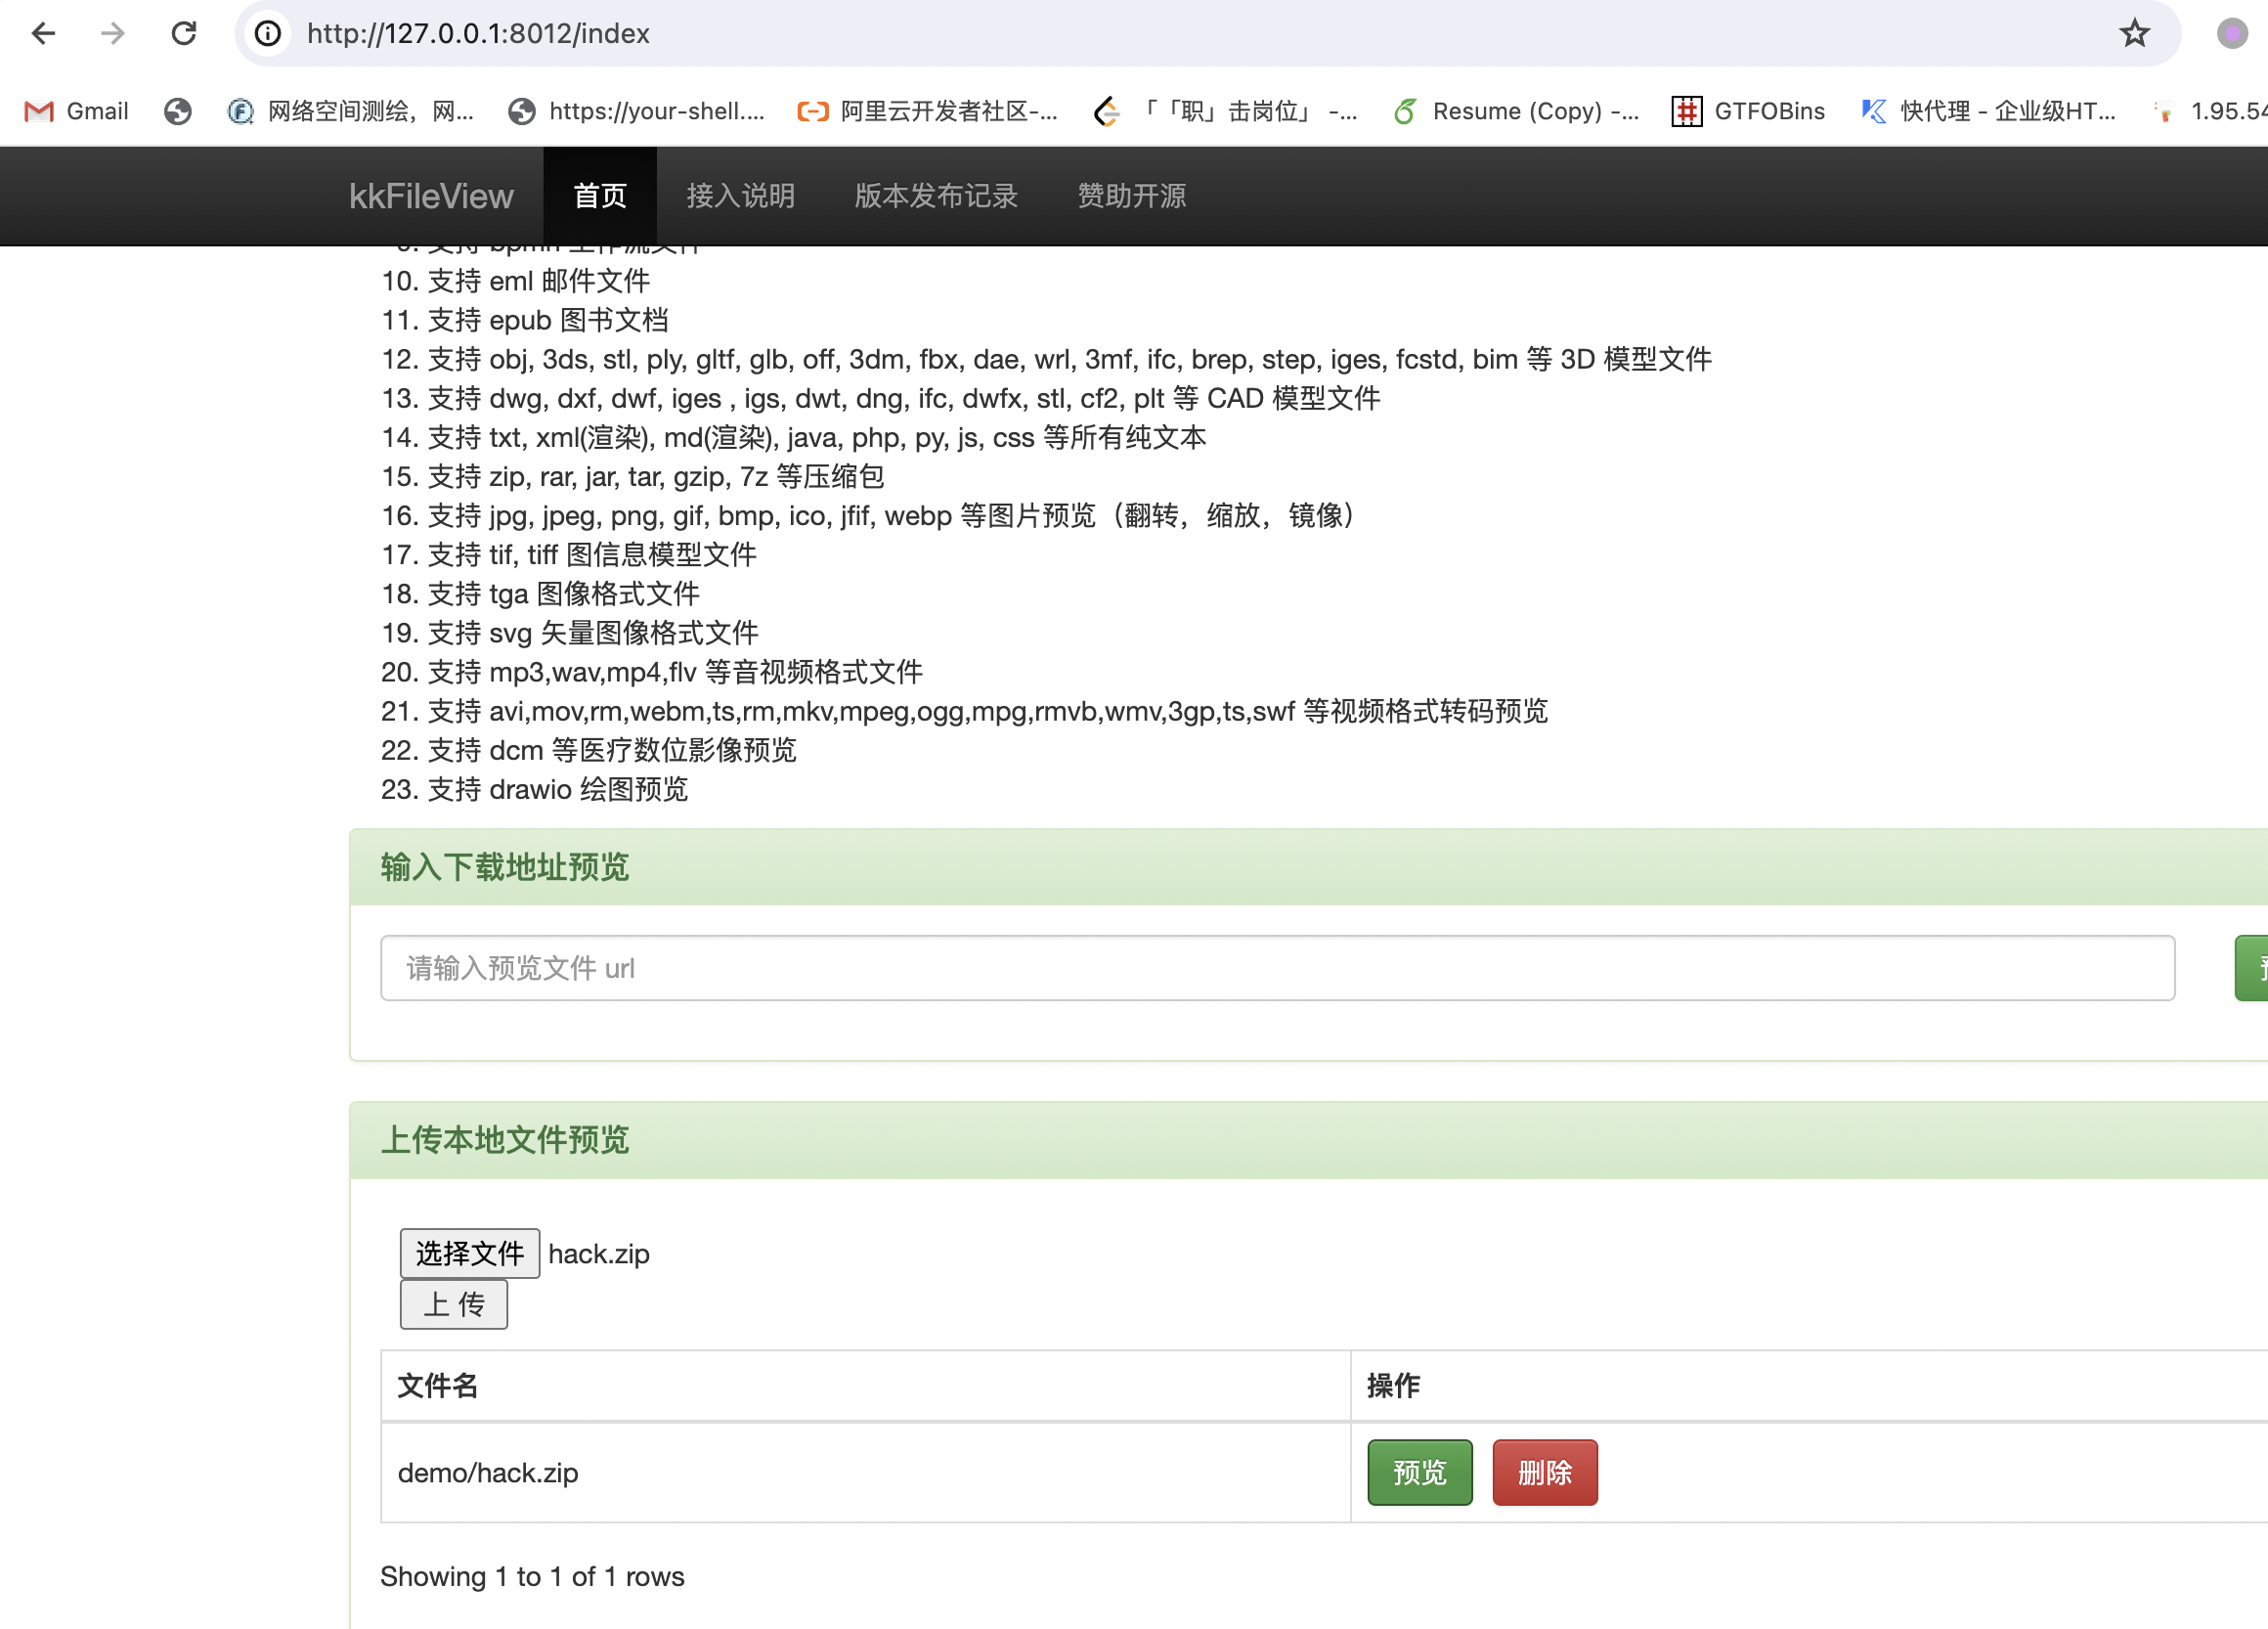 http://127.0.0.1:8012/index
Gmail
网络空间测绘，网...
https://your-shell....
阿里云开发者社区-...
「「职」击岗位」 -...
Resume (Copy) -...
GTFOBins
快代理 - 企业级HT...
1.95.54
kkFileView 首页 接入说明 版本发布记录 赞助开源
9. 支持 bpmn 工作流文件
10. 支持 eml 邮件文件
11. 支持 epub 图书文档
12. 支持 obj, 3ds, stl, ply, gltf, glb, off, 3dm, fbx, dae, wrl, 3mf, ifc, brep, step, iges, fcstd, bim 等 3D 模型文件
13. 支持 dwg, dxf, dwf, iges , igs, dwt, dng, ifc, dwfx, stl, cf2, plt 等 CAD 模型文件
14. 支持 txt, xml(渲染), md(渲染), java, php, py, js, css 等所有纯文本
15. 支持 zip, rar, jar, tar, gzip, 7z 等压缩包
16. 支持 jpg, jpeg, png, gif, bmp, ico, jfif, webp 等图片预览（翻转，缩放，镜像）
17. 支持 tif, tiff 图信息模型文件
18. 支持 tga 图像格式文件
19. 支持 svg 矢量图像格式文件
20. 支持 mp3,wav,mp4,flv 等音视频格式文件
21. 支持 avi,mov,rm,webm,ts,rm,mkv,mpeg,ogg,mpg,rmvb,wmv,3gp,ts,swf 等视频格式转码预览
22. 支持 dcm 等医疗数位影像预览
23. 支持 drawio 绘图预览
输入下载地址预览
请输入预览文件 url
上传本地文件预览
选择文件 hack.zip
上 传
文件名 操作
demo/hack.zip 预览 删除
Showing 1 to 1 of 1 rows